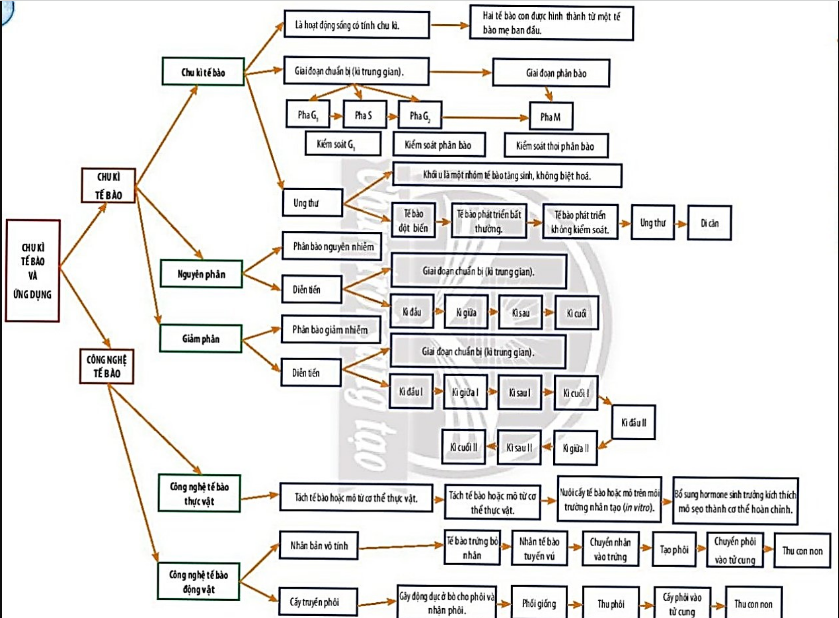 Là hoạt động sống có tính chu kì.
Hai tế bào con được hình thành từ một tế
bào mẹ ban đầu.
Chu kì tế bào
Giai đoạn chuẩn bị (kì trung gian).
Giai đoạn phân bào
Pha G₁
Pha S
Pha G₂
Pha M
Kiểm soát G₁
Kiểm soát phân bào
Kiểm soát thoi phân bào
CHU KÌ
TẾ BÀO
Ung thư
Khối u là một nhóm tế bào tăng sinh, không biệt hoá.
Tế bào
đột biến
Tế bào phát triển bất
thường.
Tế bào phát triển
không kiểm soát.
Ung thư
Di căn
CHU KÌ
TẾ BÀO
VÀ
ỨNG DỤNG
Nguyên phân
Phân bào nguyên nhiễm
Diễn tiến
Giai đoạn chuẩn bị (kì trung gian).
Kì đầu
Kì giữa
Kì sau
Kì cuối
Giảm phân
Phân bào giảm nhiễm
Diễn tiến
Giai đoạn chuẩn bị (kì trung gian).
Kì đầu I
Kì giữa I
Kì sau I
Kì cuối I
Kì đầu II
Kì cuối II
Kì sau II
Kì giữa II
CÔNG NGHỆ
TẾ BÀO
Công nghệ tế bào
thực vật
Tách tế bào hoặc mô từ cơ thể thực vật.
Tách tế bào hoặc mô từ cơ
thể thực vật.
Nuôi cấy tế bào hoặc mô trên môi
trường nhân tạo (in vitro).
Bổ sung hormone sinh trưởng kích thích
mô sẹo thành cơ thể hoàn chỉnh.
Công nghệ tế bào
động vật
Nhân bản vô tính
Tế bào trứng bỏ
nhân
Nhân tế bào
tuyến vú
Chuyển nhân
vào trứng
Tạo phôi
Chuyển phôi
vào tử cung
Thu con non
Cấy truyền phôi
Gây động dục ở bò cho phôi và
nhận phôi.
Phối giống
Thu phôi
Cấy phôi vào
tử cung
Thu con non
sáng tạo